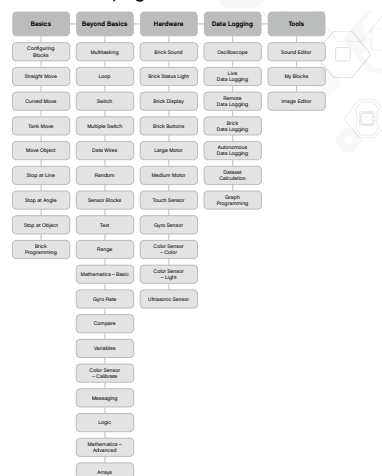 Basics
Configuring
Blocks
Straight Move
Curved Move
Tank Move
Move Object
Stop at Line
Stop at Angle
Stop at Object
Brick
Programming
Beyond Basics
Multitasking
Loop
Switch
Multiple Switch
Data Wires
Random
Sensor Blocks
Text
Range
Mathematics – Basic
Gyro Rate
Compare
Variables
Color Sensor
– Calibrate
Messaging
Logic
Mathematics –
Advanced
Arrays
Hardware
Brick Sound
Brick Status Light
Brick Display
Brick Buttons
Large Motor
Medium Motor
Touch Sensor
Gyro Sensor
Color Sensor
– Color
Color Sensor
– Light
Ultrasonic Sensor
Data Logging
Oscilloscope
Live
Data Logging
Remote
Data Logging
Brick
Data Logging
Autonomous
Data Logging
Dataset
Calculation
Graph
Programming
Tools
Sound Editor
My Blocks
Image Editor